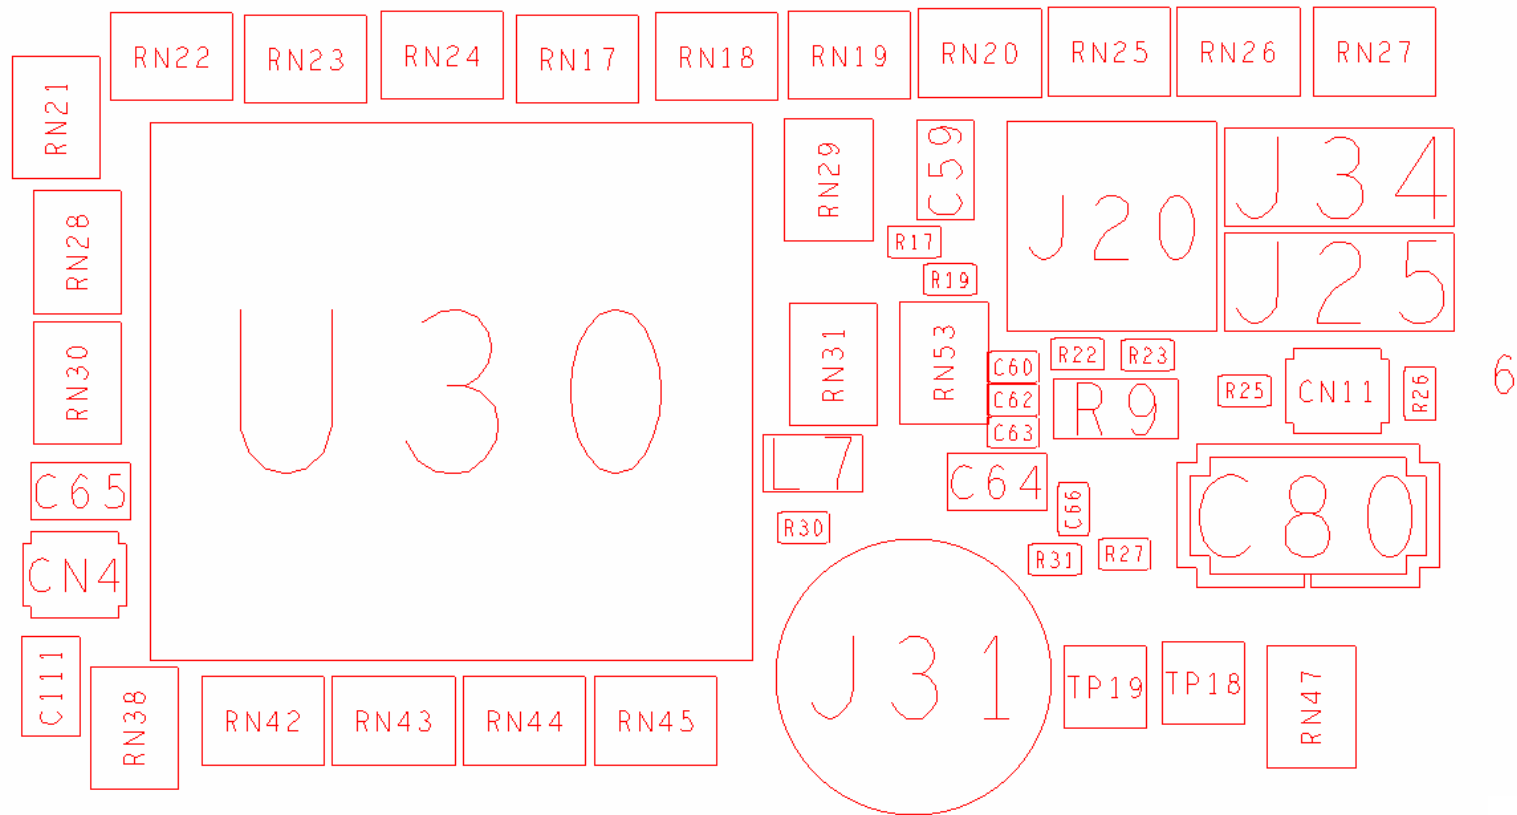 RN22 RN23 RN24 RN17 RN18 RN19 RN20 RN25 RN26 RN27
RN21
RN29 C59 J34
RN28 R17 J20
R19 J25
U30
RN30 RN31 RN53 C60 R22 R23
C62 R9 R25 CN11 R26 6
C63
L7
C65 C64 C66 C80
R30
CN4 R31 R27
J31 TP19 TP18
C111
RN38 RN42 RN43 RN44 RN45 RN47